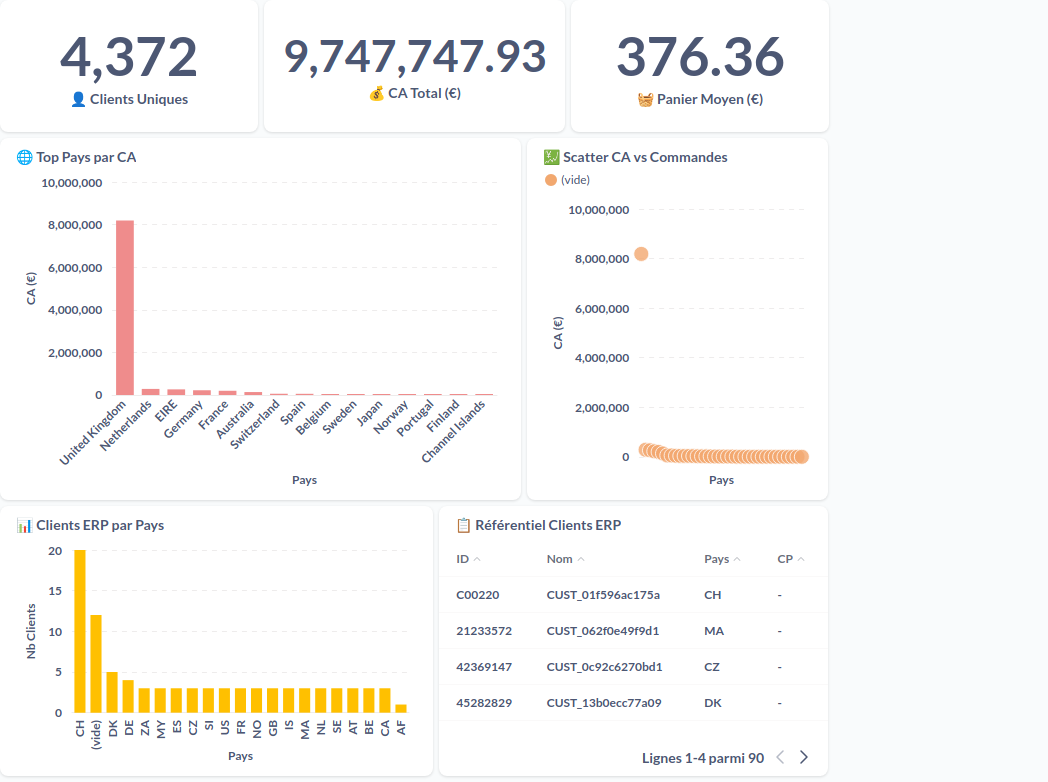 4,372
👤 Clients Uniques
9,747,747.93
💰 CA Total (€)
376.36
🧺 Panier Moyen (€)
🌐 Top Pays par CA
10,000,000
8,000,000
6,000,000
4,000,000
2,000,000
0
CA (€)
United Kingdom
Netherlands
EIRE
Germany
France
Australia
Switzerland
Spain
Belgium
Sweden
Japan
Norway
Portugal
Finland
Channel Islands
Pays
💹 Scatter CA vs Commandes
(vide)
10,000,000
8,000,000
6,000,000
4,000,000
2,000,000
0
CA (€)
Pays
📊 Clients ERP par Pays
20
15
10
5
0
Nb Clients
CH
(vide)
DK
DE
ZA
MY
ES
CZ
SI
US
FR
NO
GB
IS
MA
NL
SE
AT
BE
CA
AF
Pays
📋 Référentiel Clients ERP
ID Nom Pays CP
C00220 CUST_01f596ac175a CH -
21233572 CUST_062f0e49f9d1 MA -
42369147 CUST_0c92c6270bd1 CZ -
45282829 CUST_13b0ecc77a09 DK -
Lignes 1-4 parmi 90